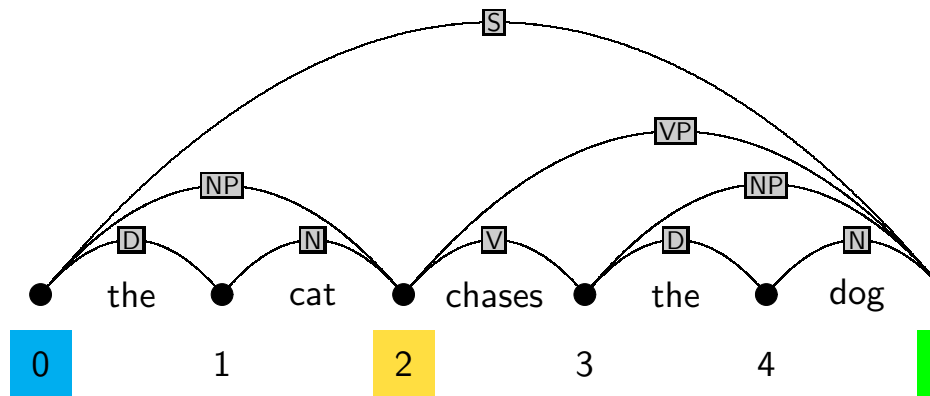 S
VP
NP NP
D N V D N
the cat chases the dog
0 1 2 3 4